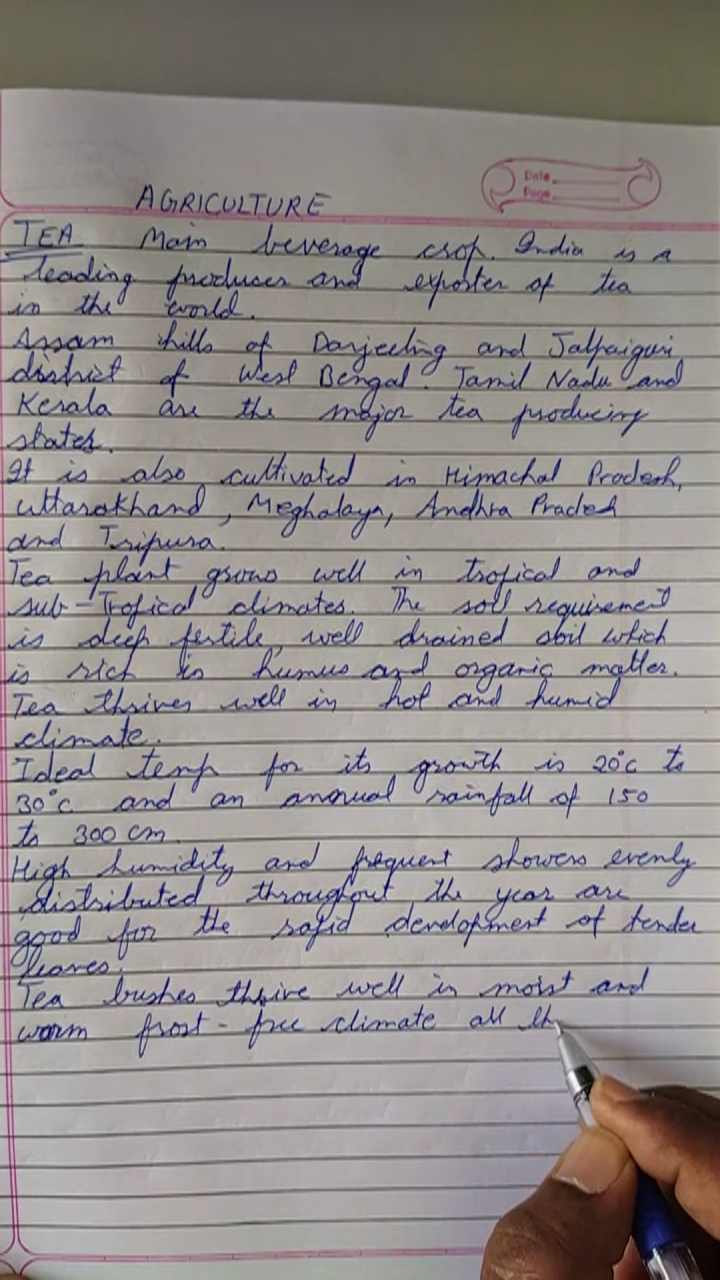 Date
Page
AGRICULTURE
TEA Main beverage crop. India is a
leading producer and exporter of tea
in the world.
Assam hills of Darjeeling and Jalpaiguri
district of West Bengal. Tamil Nadu and
Kerala are the major tea producing
states.
It is also cultivated in Himachal Pradesh,
uttarakhand, Meghalaya, Andhra Pradesh
and Tripura.
Tea plant grows well in tropical and
sub-Tropical climates. The soil requirement
is deep fertile, well drained soil which
is rich in humus and organic matter.
Tea thrives well in hot and humid
climate.
Ideal temp for its growth is 20°c to
30°c and an annual rainfall of 150
to 300 cm.
High humidity and frequent showers evenly
distributed throughout the year are
good for the rapid development of tender
leaves.
Tea bushes thrive well in moist and
warm frost-free climate all th